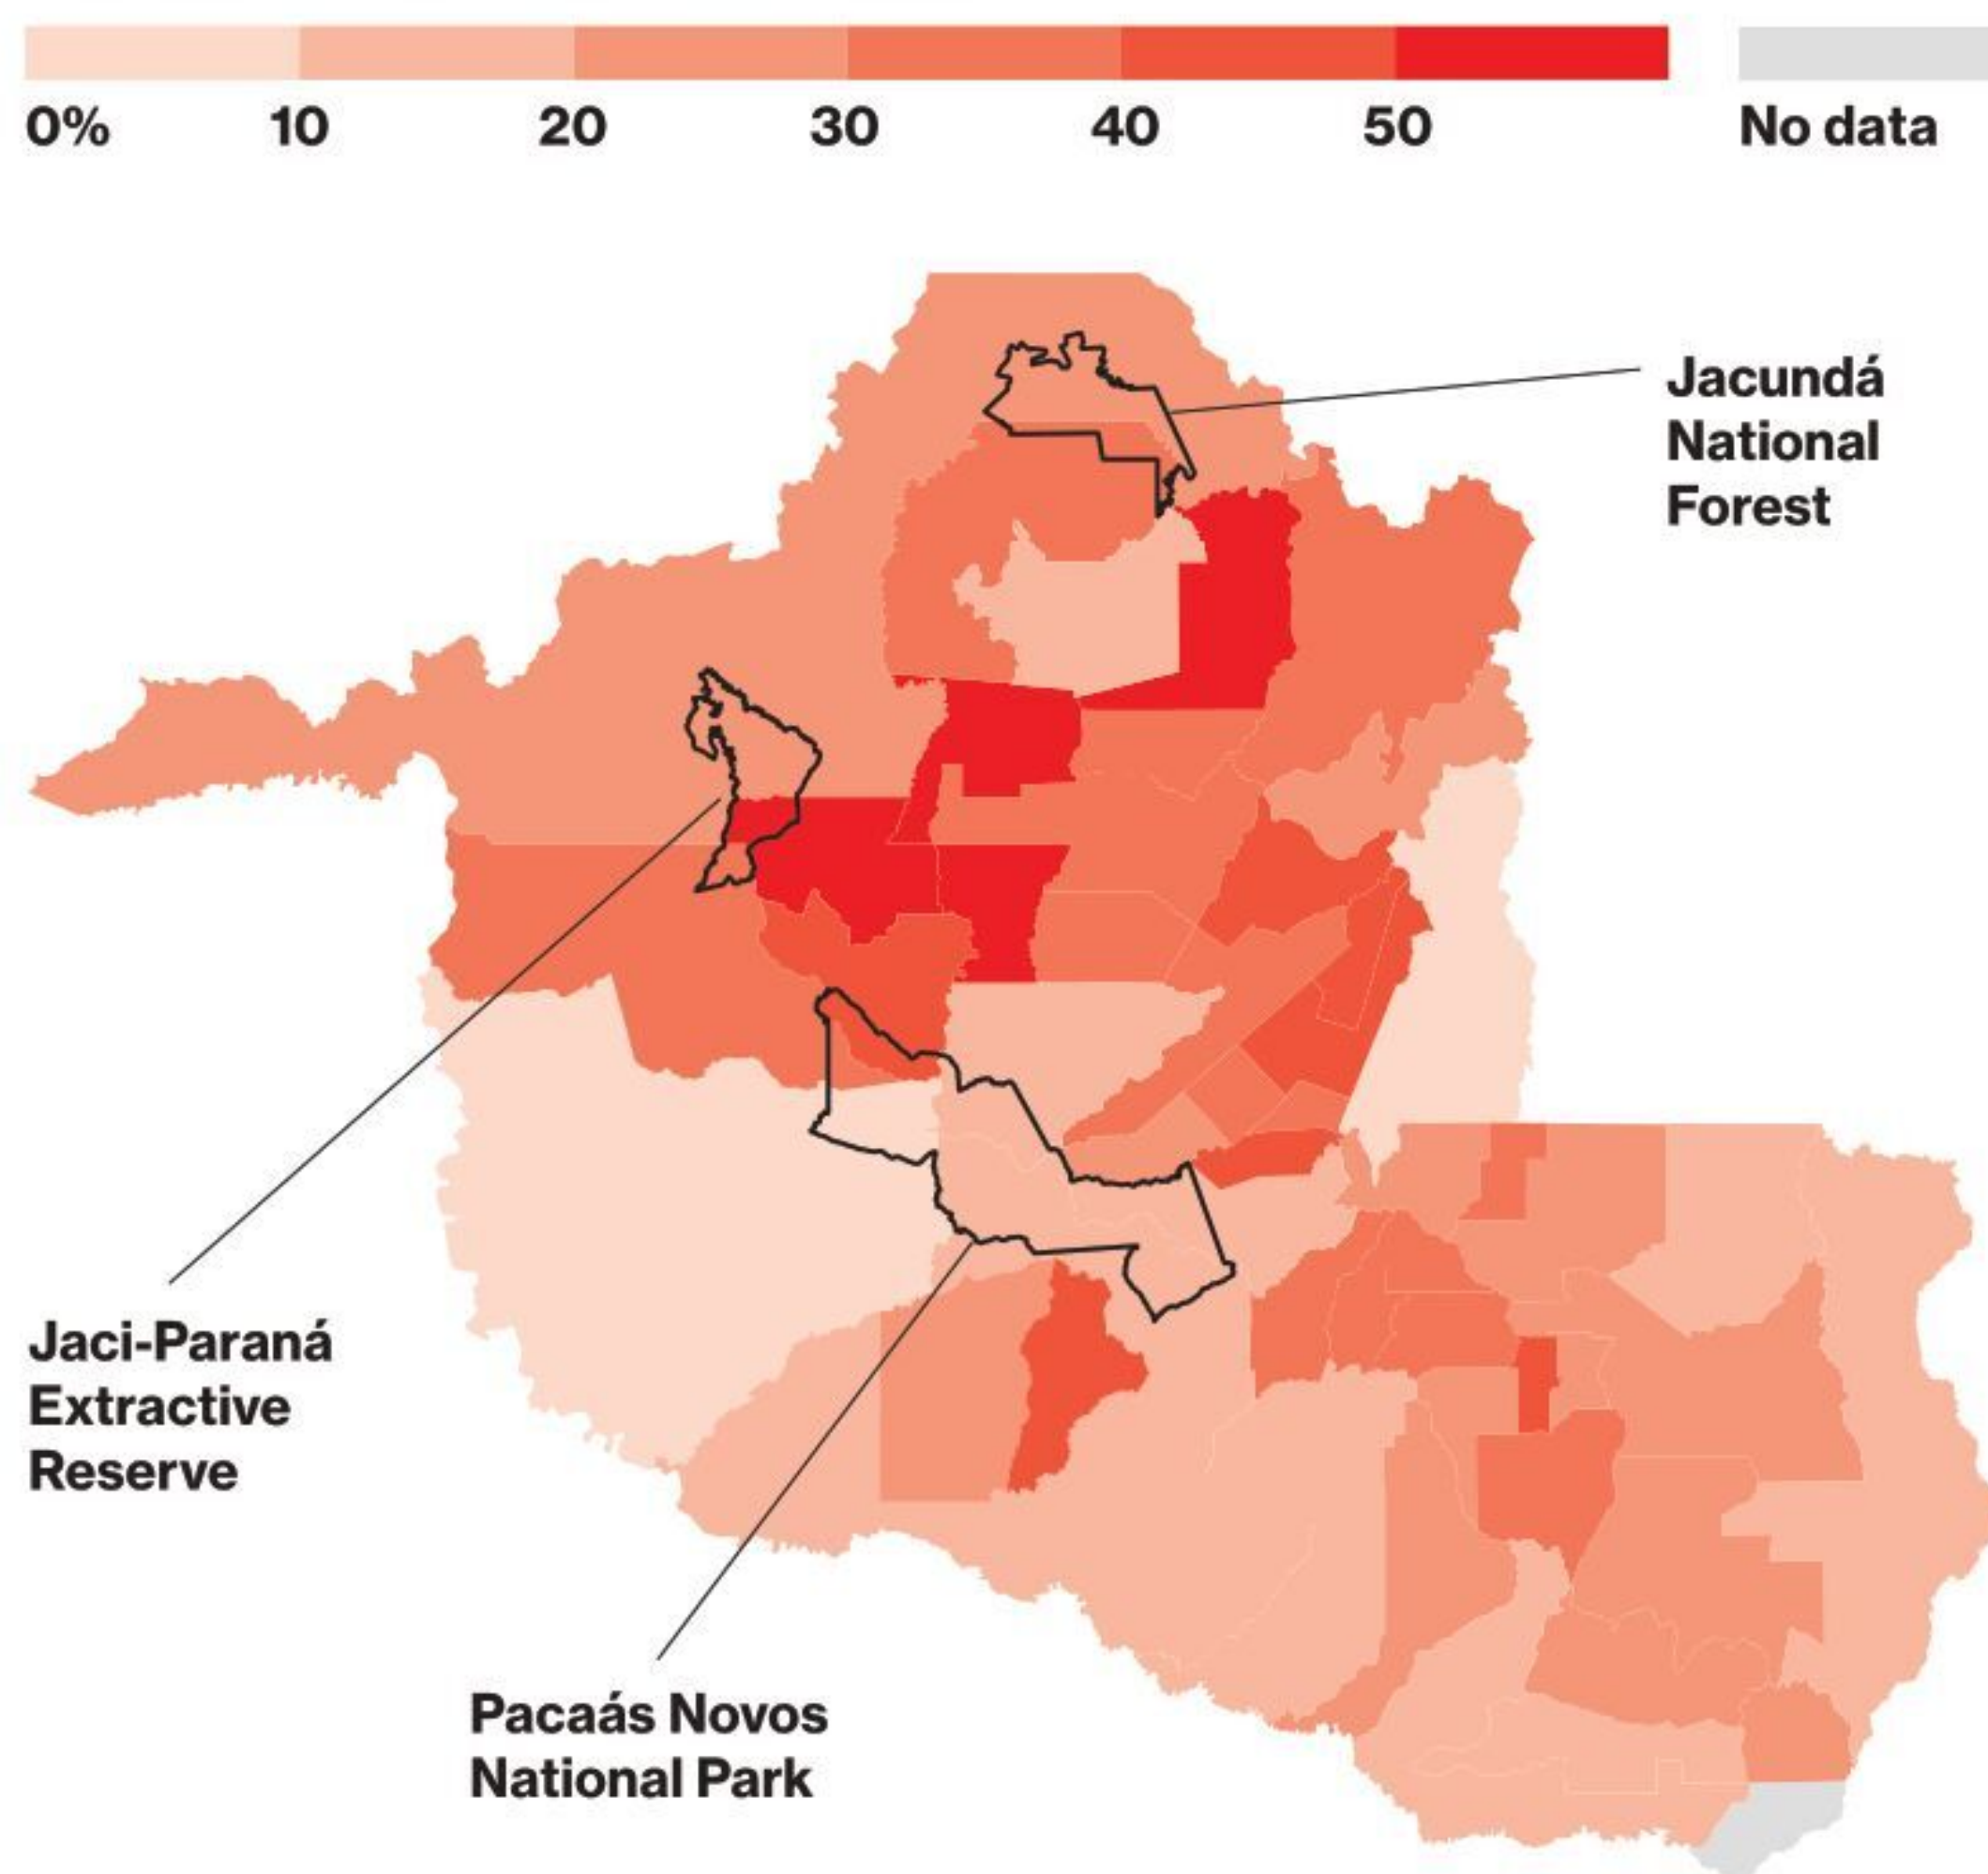 0% 10 20 30 40 50 No data
Jacundá
National
Forest
Jaci-Paraná
Extractive
Reserve
Pacaás Novos
National Park